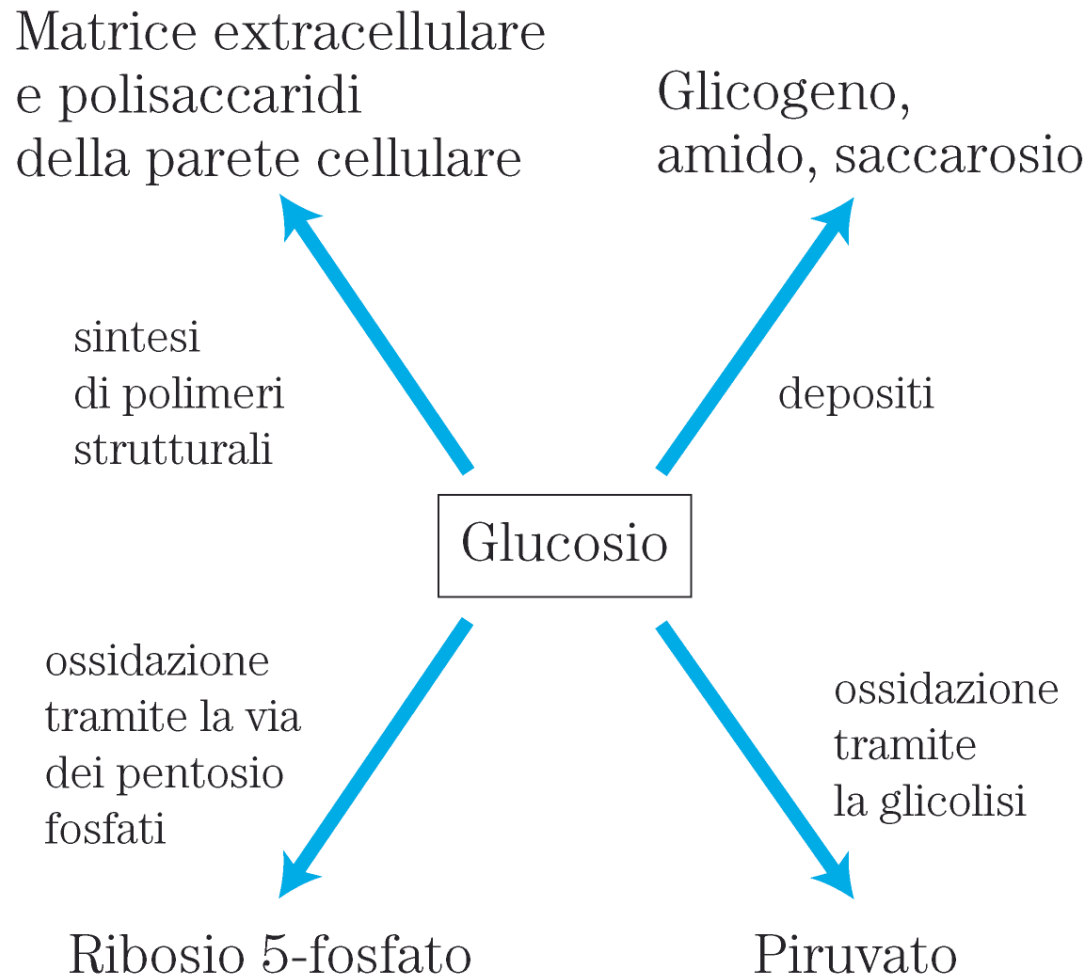 Matrice extracellulare
e polisaccaridi
della parete cellulare
Glicogeno,
amido, saccarosio
sintesi
di polimeri
strutturali
depositi
Glucosio
ossidazione
tramite la via
dei pentosio
fosfati
ossidazione
tramite
la glicolisi
Ribosio 5-fosfato
Piruvato